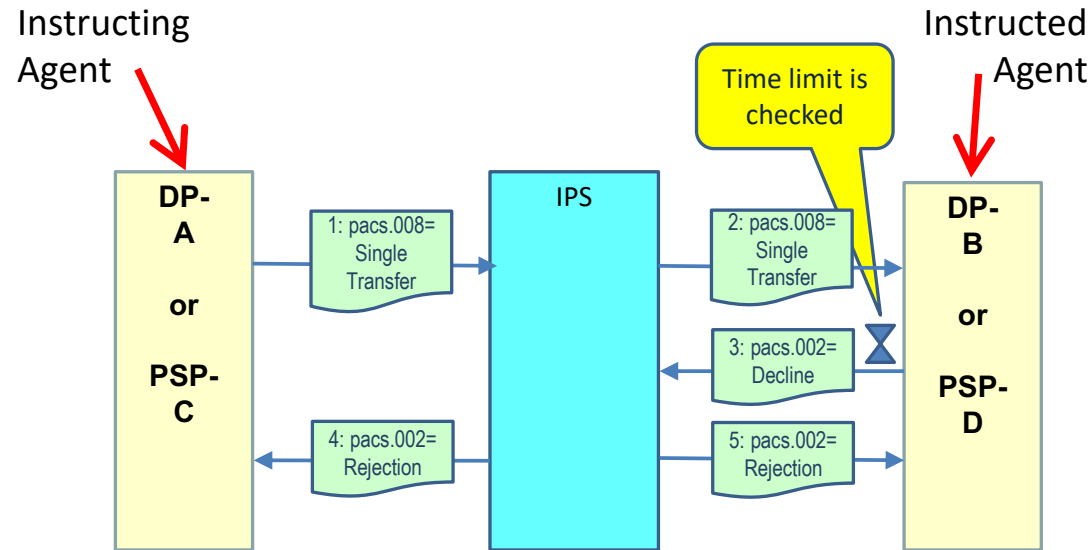 Instructing
Agent
Instructed
Agent
Time limit is
checked
DP-
A
or
PSP-
C
1: pacs.008=
Single
Transfer
IPS
2: pacs.008=
Single
Transfer
DP-
B
or
PSP-
D
3: pacs.002=
Decline
4: pacs.002=
Rejection
5: pacs.002=
Rejection